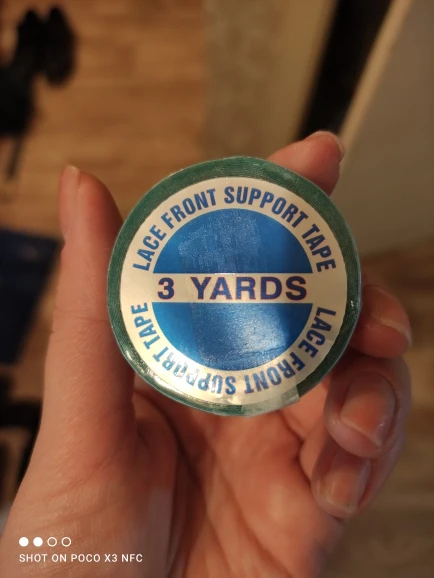 LACE FRONT SUPPORT TAPE
3 YARDS
LACE FRONT SUPPORT TAPE
SHOT ON POCO X3 NFC